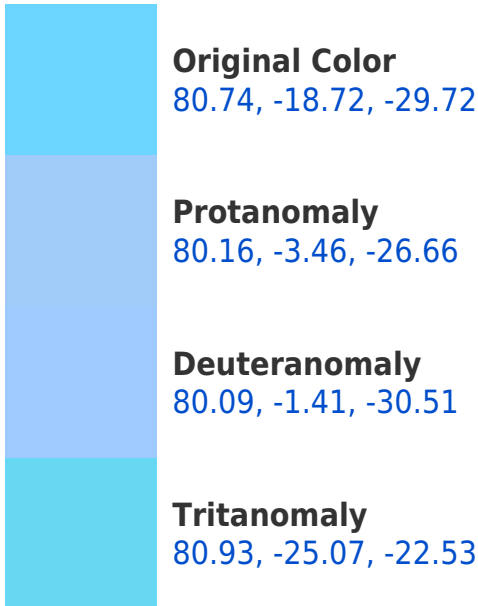 Original Color
80.74, -18.72, -29.72
Protanomaly
80.16, -3.46, -26.66
Deuteranomaly
80.09, -1.41, -30.51
Tritanomaly
80.93, -25.07, -22.53